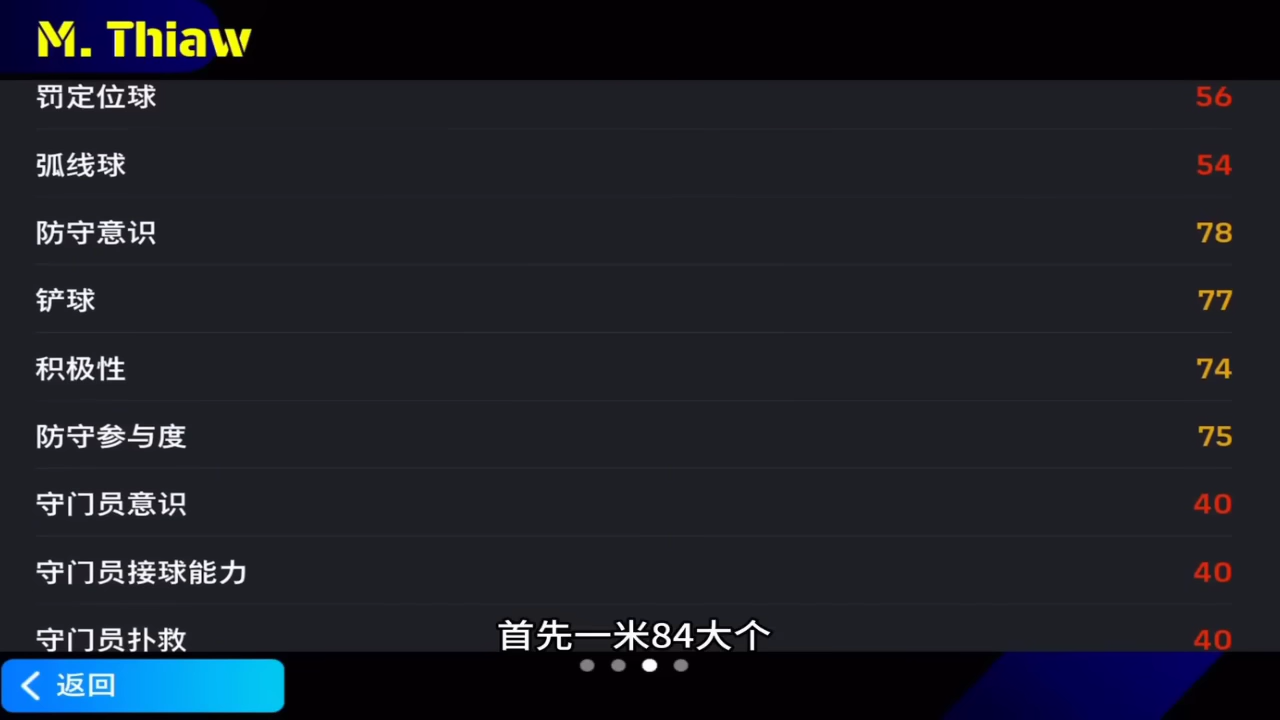 M. Thiaw
罚定位球 56
弧线球 54
防守意识 78
铲球 77
积极性 74
防守参与度 75
守门员意识 40
守门员接球能力 40
守门员扑救 40
首先一米84大个
返回